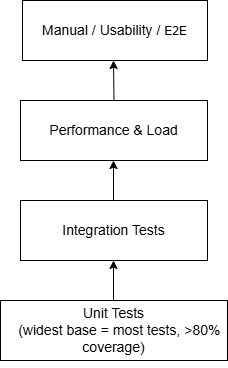 Manual / Usability / E2E
Performance & Load
Integration Tests
Unit Tests
(widest base = most tests, >80%
coverage)